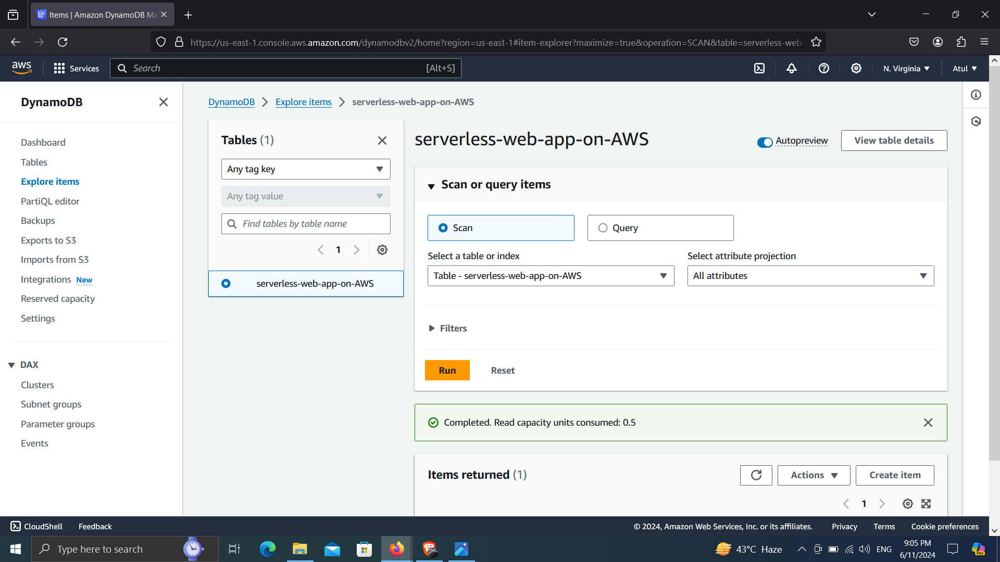 Items | Amazon DynamoDB Ma
https://us-east-1.console.aws.amazon.com/dynamodbv2/home?region=us-east-1#item-explorer?maximize=true&operation=SCAN&table=serverless-web-
aws
Services
Search
[Alt+S]
N. Virginia
Atul
DynamoDB
Dashboard
Tables
Explore items
PartiQL editor
Backups
Exports to S3
Imports from S3
Integrations New
Reserved capacity
Settings
DAX
Clusters
Subnet groups
Parameter groups
Events
DynamoDB
Explore items
serverless-web-app-on-AWS
Tables (1)
Any tag key
Any tag value
Find tables by table name
1
serverless-web-app-on-AWS
serverless-web-app-on-AWS
Autopreview
View table details
Scan or query items
Scan
Query
Select a table or index
Table - serverless-web-app-on-AWS
Select attribute projection
All attributes
Filters
Run
Reset
Completed. Read capacity units consumed: 0.5
Items returned (1)
Actions
Create item
1
CloudShell
Feedback
© 2024, Amazon Web Services, Inc. or its affiliates.
Privacy
Terms
Cookie preferences
Type here to search
43°C Haze
ENG
9:05 PM
6/11/2024
PRE